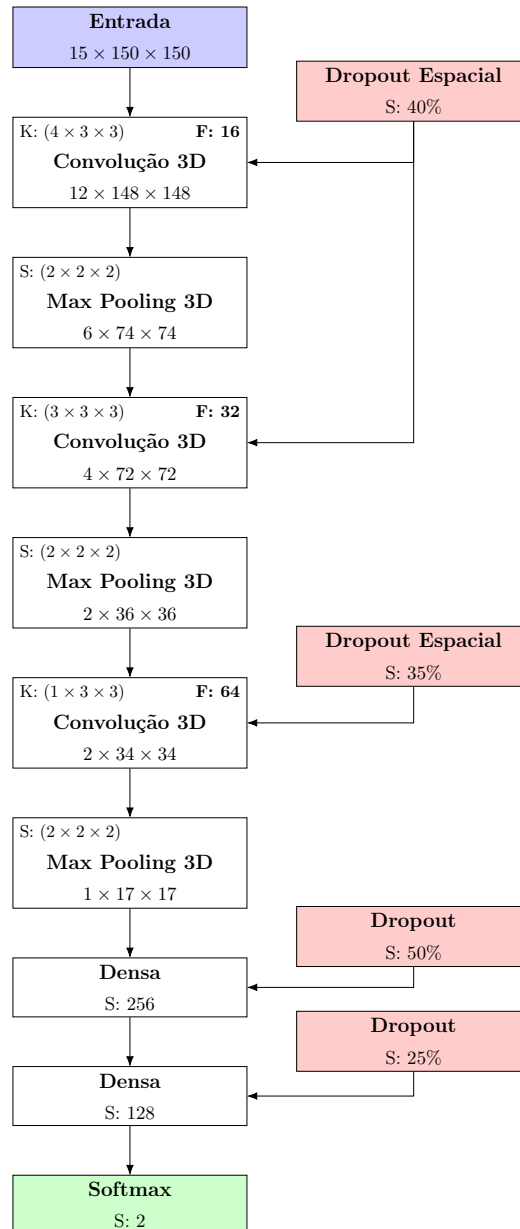 Entrada
15 × 150 × 150
Dropout Espacial
S: 40%
K: (4 × 3 × 3) F: 16
Convolução 3D
12 × 148 × 148
S: (2 × 2 × 2)
Max Pooling 3D
6 × 74 × 74
K: (3 × 3 × 3) F: 32
Convolução 3D
4 × 72 × 72
S: (2 × 2 × 2)
Max Pooling 3D
2 × 36 × 36
Dropout Espacial
S: 35%
K: (1 × 3 × 3) F: 64
Convolução 3D
2 × 34 × 34
S: (2 × 2 × 2)
Max Pooling 3D
1 × 17 × 17
Dropout
S: 50%
Densa
S: 256
Dropout
S: 25%
Densa
S: 128
Softmax
S: 2